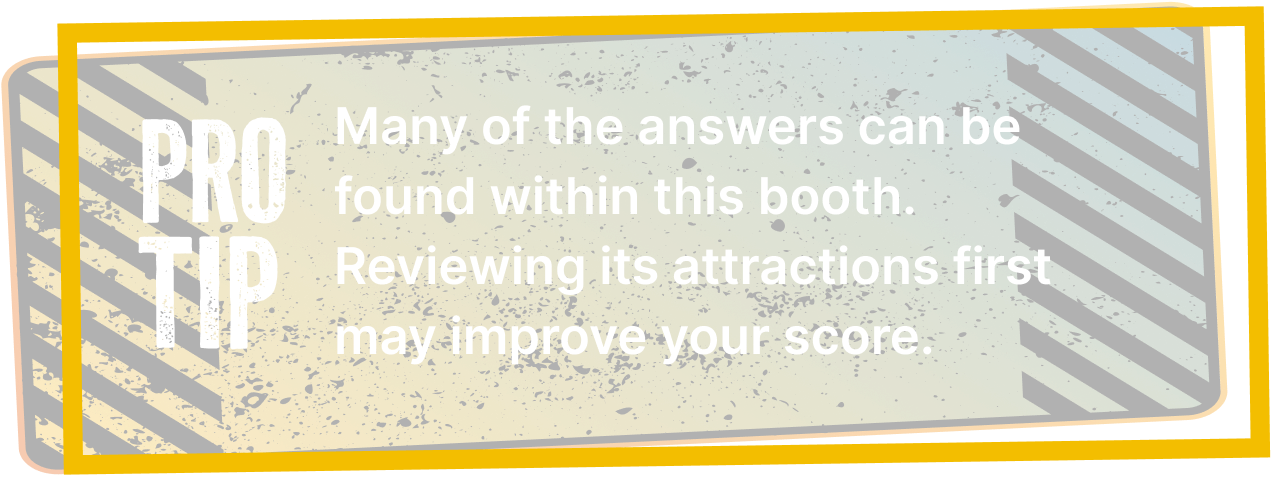 PRO
TIP
Many of the answers can be
found within this booth.
Reviewing its attractions first
may improve your score.